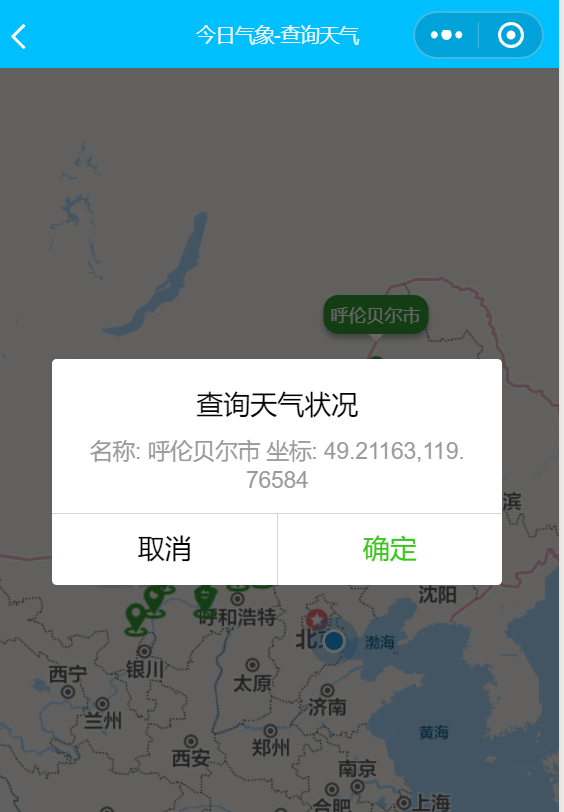 今日气象-查询天气
呼伦贝尔市
查询天气状况
名称: 呼伦贝尔市 坐标: 49.21163,119.
76584
滨
取消
确定
沈阳
呼和浩特
北
渤海
银川
西宁
太原
济南
兰州
黄海
西安
郑州
南京
合肥
上海